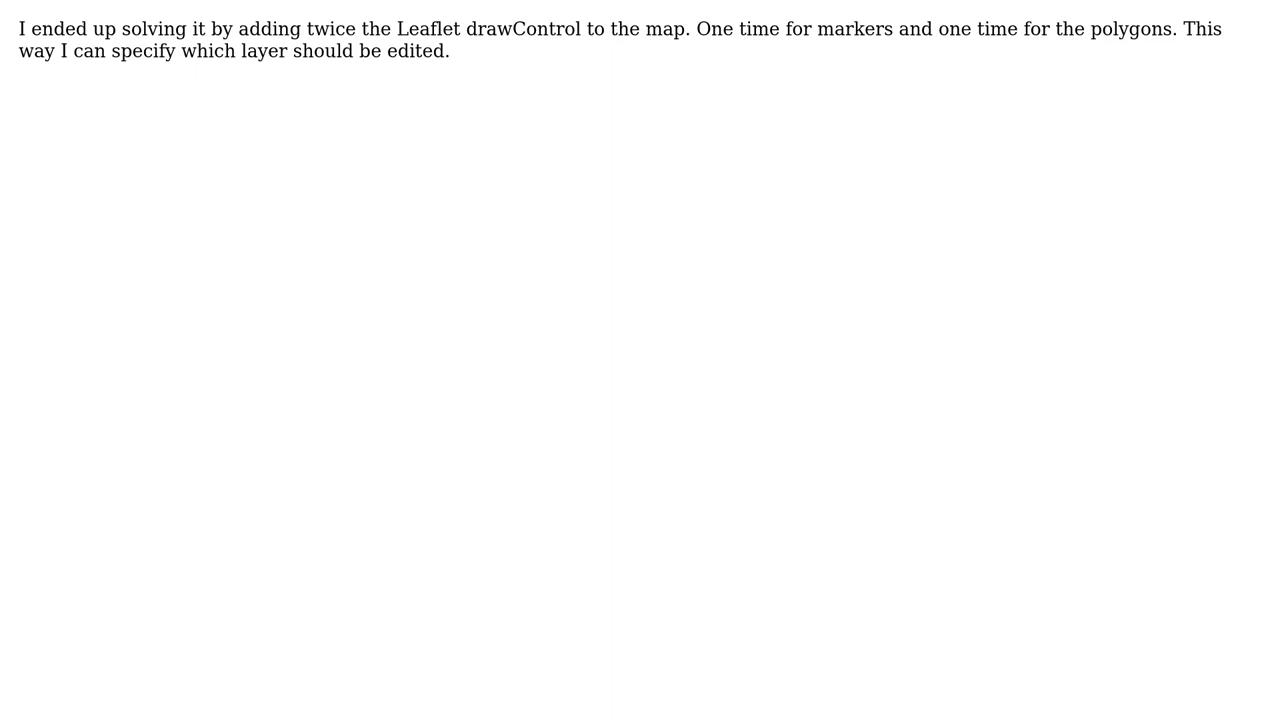 I ended up solving it by adding twice the Leaflet drawControl to the map. One time for markers and one time for the polygons. This
way I can specify which layer should be edited.